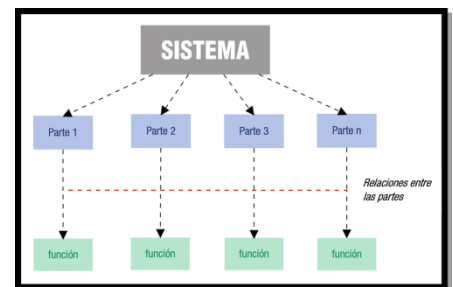 SISTEMA
Parte 1
Parte 2
Parte 3
Parte n
Relaciones entre
las partes
función
función
función
función